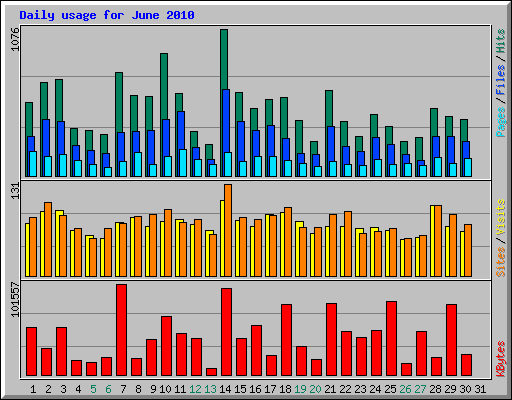 Daily usage for June 2010
1076
Pages / Files / Hits
131
Sites / Visits
101557
KBytes
1 2 3 4 5 6 7 8 9 10 11 12 13 14 15 16 17 18 19 20 21 22 23 24 25 26 27 28 29 30 31